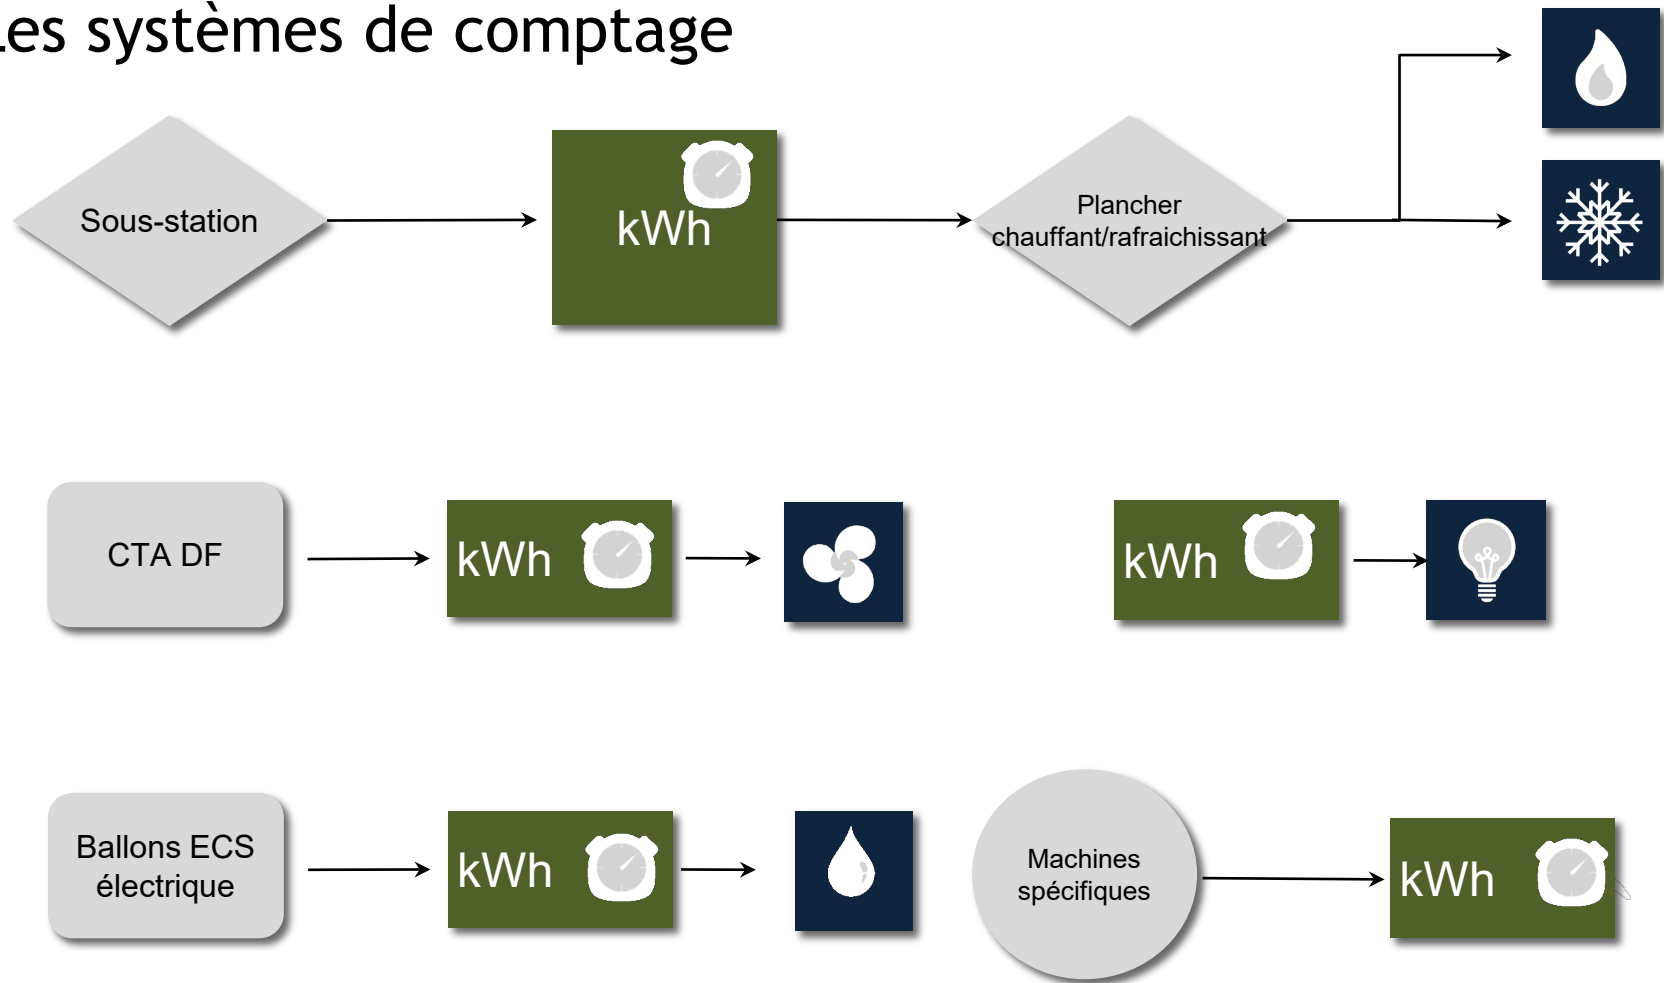 es systèmes de comptage
Sous-station
kWh
Plancher
chauffant/rafraichissant
CTA DF
kWh
kWh
Ballons ECS
électrique
kWh
Machines
spécifiques
kWh